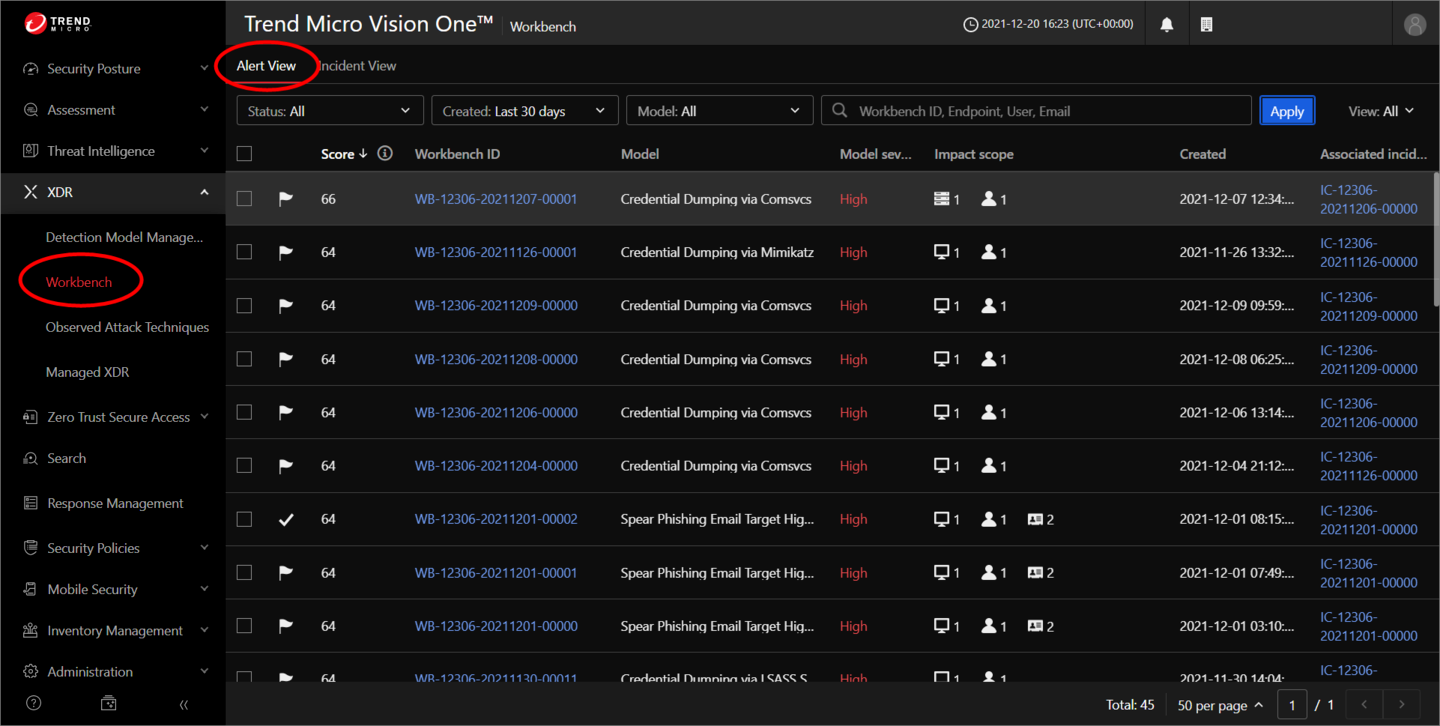 TREND
MICRO
Trend Micro Vision One™ Workbench
2021-12-20 16:23 (UTC+00:00)
Security Posture
Assessment
Threat Intelligence
XDR
Detection Model Manage...
Workbench
Observed Attack Techniques
Managed XDR
Zero Trust Secure Access
Search
Response Management
Security Policies
Mobile Security
Inventory Management
Administration
Alert View Incident View
Status: All Created: Last 30 days Model: All Workbench ID, Endpoint, User, Email Apply View: All
Score Workbench ID Model Model sev... Impact scope Created Associated incid...
66 WB-12306-20211207-00001 Credential Dumping via Comsvcs High 1 1 2021-12-07 12:34:... IC-12306-
20211206-00000
64 WB-12306-20211126-00001 Credential Dumping via Mimikatz High 1 1 2021-11-26 13:32:... IC-12306-
20211126-00000
64 WB-12306-20211209-00000 Credential Dumping via Comsvcs High 1 1 2021-12-09 09:59:... IC-12306-
20211209-00000
64 WB-12306-20211208-00000 Credential Dumping via Comsvcs High 1 1 2021-12-08 06:25:... IC-12306-
20211209-00000
64 WB-12306-20211206-00000 Credential Dumping via Comsvcs High 1 1 2021-12-06 13:14:... IC-12306-
20211206-00000
64 WB-12306-20211204-00000 Credential Dumping via Comsvcs High 1 1 2021-12-04 21:12:... IC-12306-
20211126-00000
64 WB-12306-20211201-00002 Spear Phishing Email Target Hig... High 1 1 2 2021-12-01 08:15:... IC-12306-
20211201-00000
64 WB-12306-20211201-00001 Spear Phishing Email Target Hig... High 1 1 2 2021-12-01 07:49:... IC-12306-
20211201-00000
64 WB-12306-20211201-00000 Spear Phishing Email Target Hig... High 1 1 2 2021-12-01 03:10:... IC-12306-
20211201-00000
64 WB-12306-20211130-00011 Credential Dumping via LSASS S... High 1 1 2021-11-30 14:04:... IC-12306-
Total: 45 50 per page 1 / 1